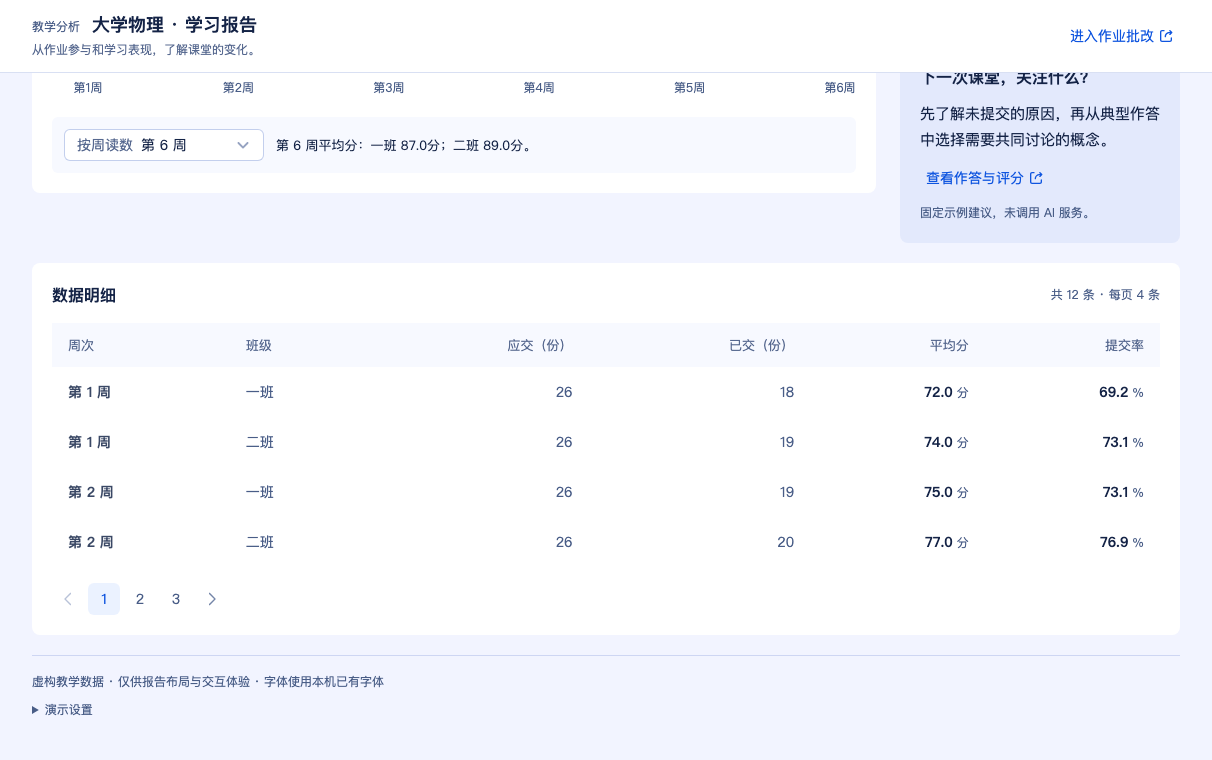 教学分析 大学物理 · 学习报告
从作业参与和学习表现，了解课堂的变化。
进入作业批改
第1周 第2周 第3周 第4周 第5周 第6周
按周读数 第 6 周
第 6 周平均分：一班 87.0分；二班 89.0分。
下一次课堂，关注什么？
先了解未提交的原因，再从典型作答
中选择需要共同讨论的概念。
查看作答与评分
固定示例建议，未调用 AI 服务。
数据明细
共 12 条 · 每页 4 条
周次 班级 应交（份） 已交（份） 平均分 提交率
第 1 周 一班 26 18 72.0 分 69.2 %
第 1 周 二班 26 19 74.0 分 73.1 %
第 2 周 一班 26 19 75.0 分 73.1 %
第 2 周 二班 26 20 77.0 分 76.9 %
1 2 3
虚构教学数据 · 仅供报告布局与交互体验 · 字体使用本机已有字体
演示设置